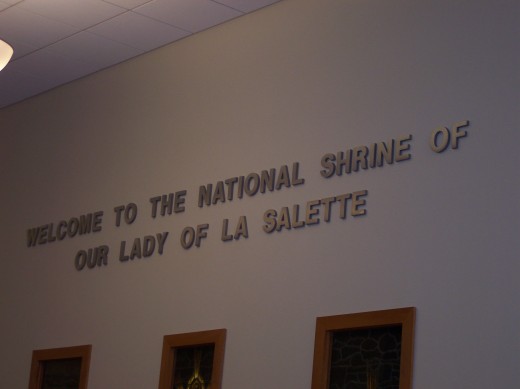 WELCOME TO THE NATIONAL SHRINE OF
OUR LADY OF LA SALETTE